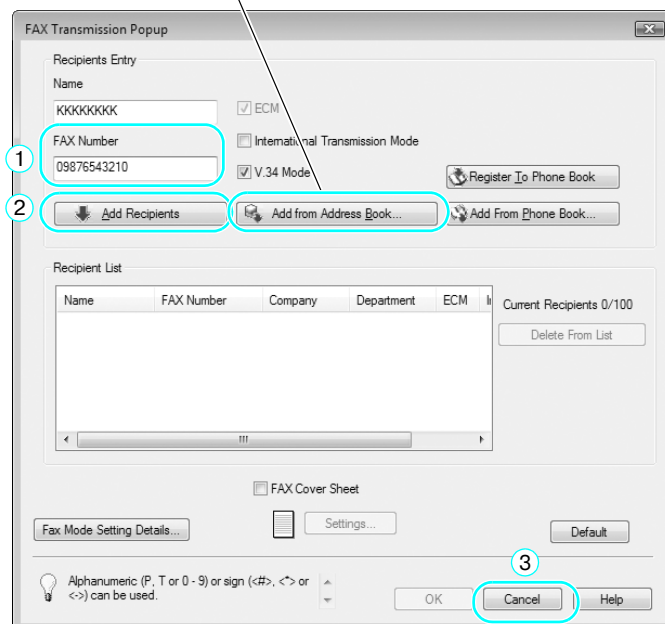 FAX Transmission Popup
Recipients Entry
Name
KKKKKKKK
ECM
FAX Number
International Transmission Mode
1
09876543210
V.34 Mode
Register To Phone Book
2
Add Recipients
Add from Address Book...
Add From Phone Book...
Recipient List
Name FAX Number Company Department ECM
Current Recipients 0/100
Delete From List
FAX Cover Sheet
Fax Mode Setting Details...
Settings...
Default
3
Alphanumeric (P, T or 0 - 9) or sign (<#>, <*> or
<-> can be used.
OK Cancel Help